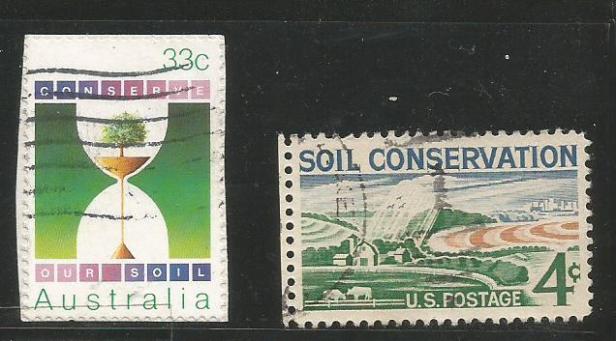 33c
CONSERVE
OUR SOIL
Australia
SOIL CONSERVATION
4¢
U.S. POSTAGE